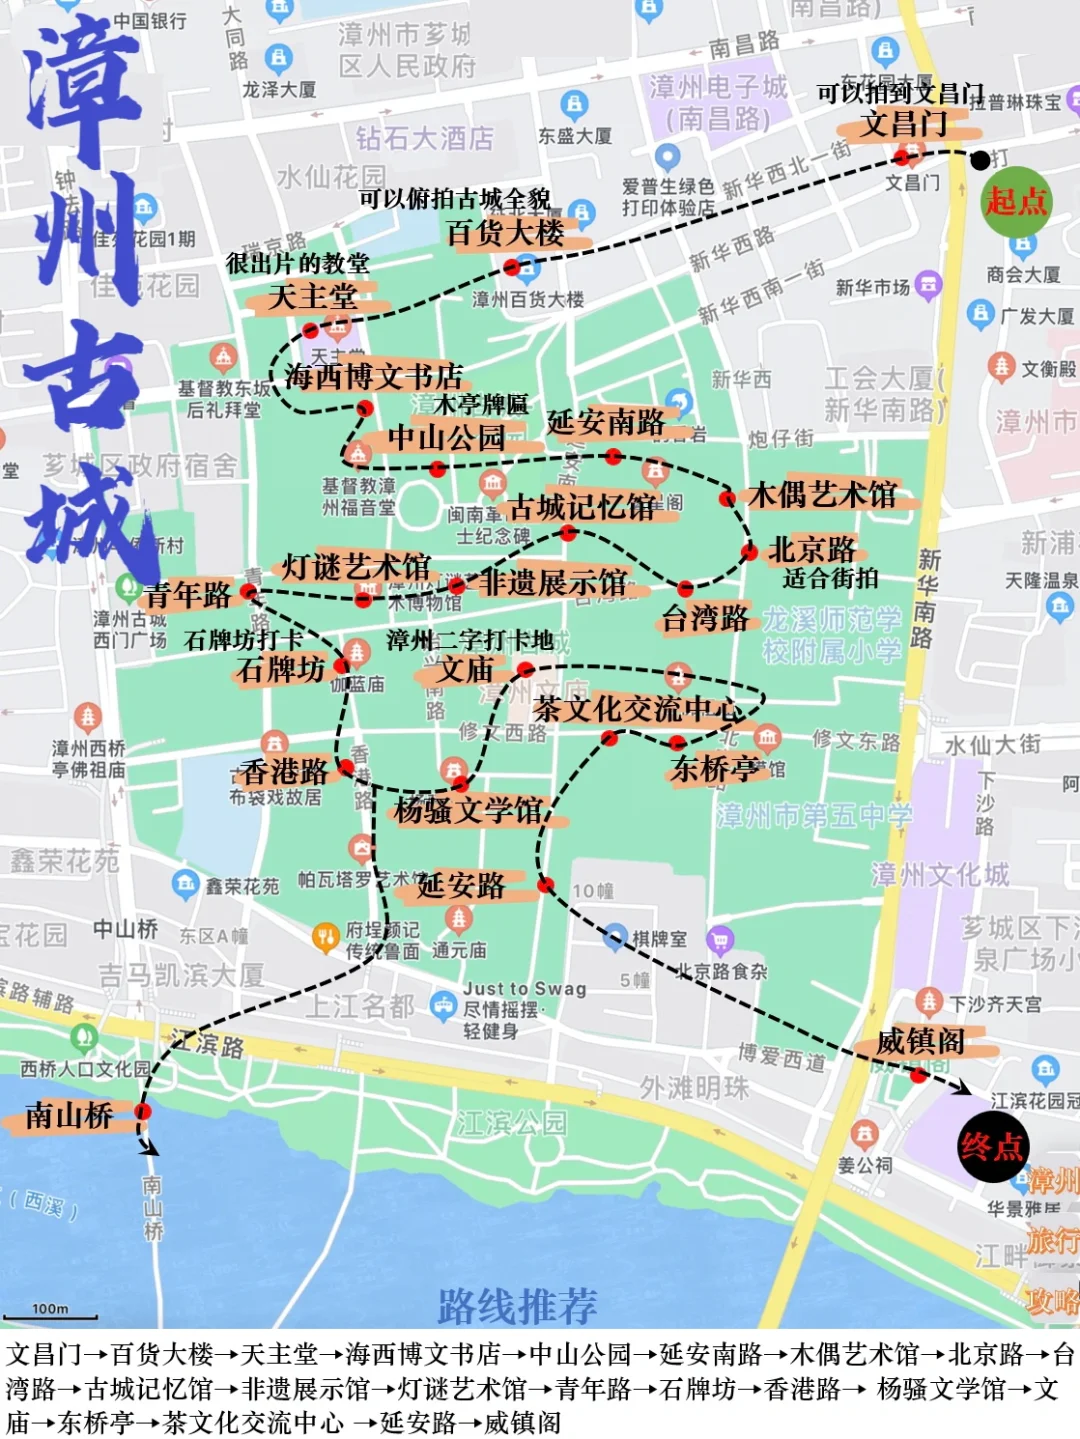 漳州古城
中国银行
大同路
漳州市芗城
区人民政府
南昌路
南昌路)
龙泽大厦
东盛大厦
漳州电子城
(南昌路)
东花园大厦
可以拍到文昌门
拉普琳珠宝
文昌门
文昌门
打
起点
钻石大酒店
水仙花园
爱普生绿色
打印体验店
新华西北一街
可以俯拍古城全貌
百货大楼
漳州百货大楼
新华西路
新华西南一街
新华市场
商会大厦
广发大厦
文衡殿
瑞京路
很出片的教堂
天主堂
天主堂
基督教东坂
后礼拜堂
海西博文书店
木亭牌匾
中山公园
延安南路
新华西
工会大厦(
新华南路)
漳州市
炮仔街
芗城区政府宿舍
基督教漳
州福音堂
古城记忆馆
士纪念碑
木偶艺术馆
北京路
适合街拍
新华南路
新浦
天隆温泉
灯谜艺术馆
术博物馆
非遗展示馆
青年路
漳州古城
西门广场
台湾路
龙溪师范学
校附属小学
石牌坊打卡
石牌坊
伽蓝庙
漳州二字打卡地
文庙
漳州文庙
茶文化交流中心
修文西路
修文东路
东桥亭
水仙大街
下沙路
漳州西桥
亭佛祖庙
香港路
香港路
布袋戏故居
杨骚文学馆
漳州市第五中学
漳州文化城
鑫荣花苑
鑫荣花苑
帕瓦塔罗艺术馆
延安路
10幢
中山桥
东区A幢
府埕颜记
传统鲁面
通元庙
棋牌室
5幢
北京路食杂
吉马凯滨大厦
上江名都
Just to Swag
尽情摇摆·
轻健身
下沙齐天宫
江滨路
西桥人口文化园
博爱西道
外滩明珠
威镇阁
江滨花园冠
南山桥
江滨公园
姜公祠
终点
南山桥
(西溪)
华景雅居
漳州
旅行
攻略
100m
路线推荐
文昌门→百货大楼→天主堂→海西博文书店→中山公园→延安南路→木偶艺术馆→北京路→台
湾路→古城记忆馆→非遗展示馆→灯谜艺术馆→青年路→石牌坊→香港路→ 杨骚文学馆→文
庙→东桥亭→茶文化交流中心 →延安路→威镇阁